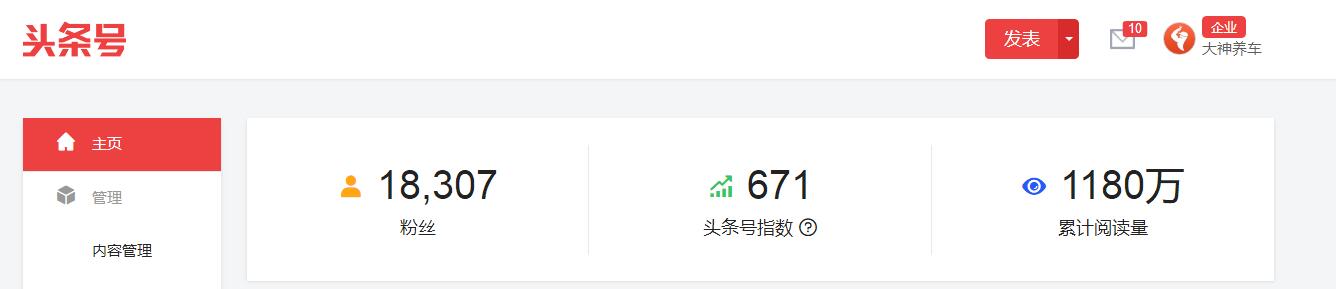 头条号
发表
10
企业
大神养车
主页
管理
内容管理
18,307
粉丝
671
头条号指数
1180万
累计阅读量